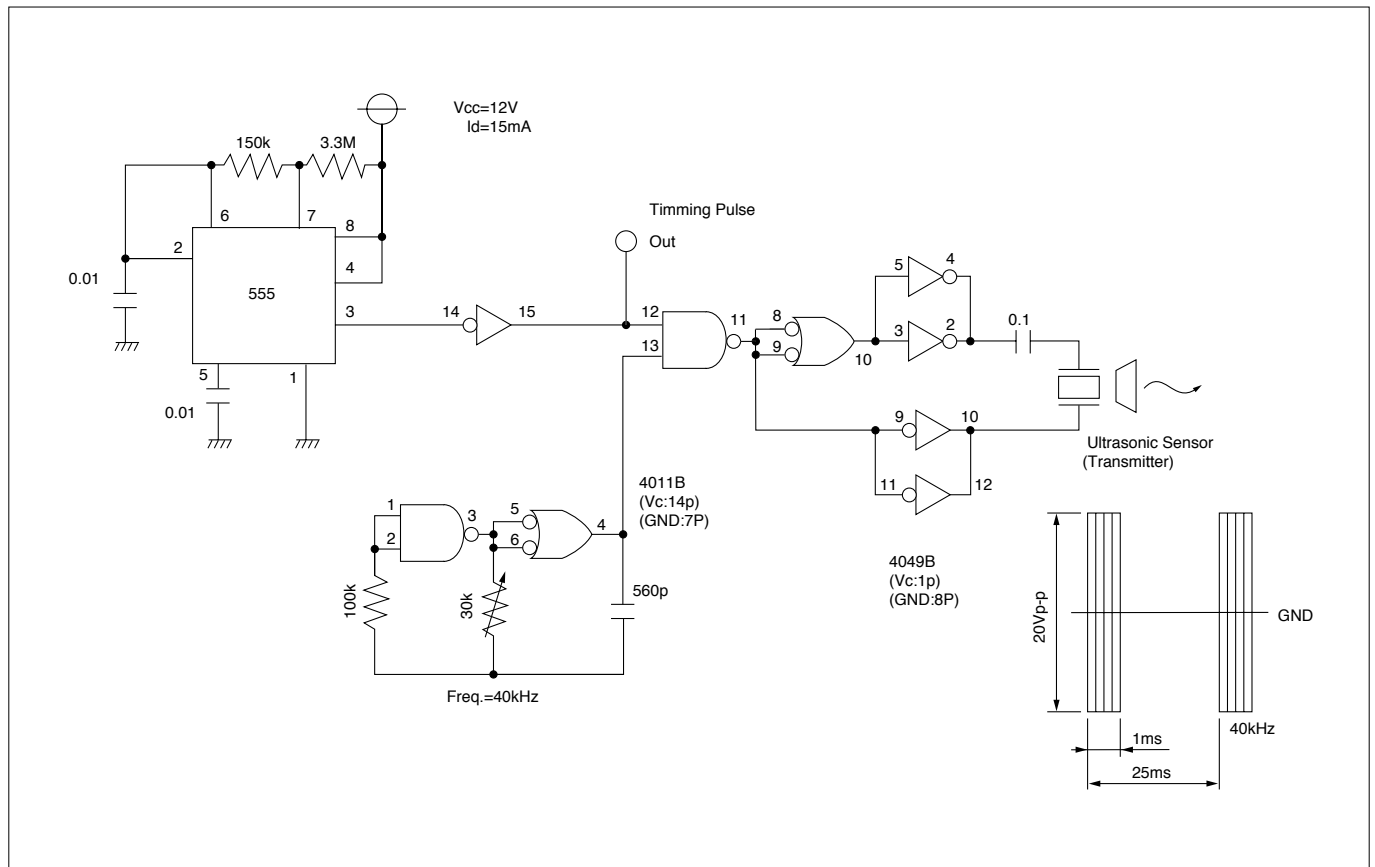 Vcc=12V
Id=15mA
150k
3.3M
6
7
8
2
4
555
3
5
1
0.01
0.01
14
15
Timming Pulse
Out
12
13
11
8
9
10
5
4
3
2
0.1
9
10
11
12
Ultrasonic Sensor
(Transmitter)
1
2
3
5
6
4
4011B
(Vc:14p)
(GND:7P)
100k
30k
560p
Freq.=40kHz
4049B
(Vc:1p)
(GND:8P)
20Vp-p
GND
40kHz
1ms
25ms